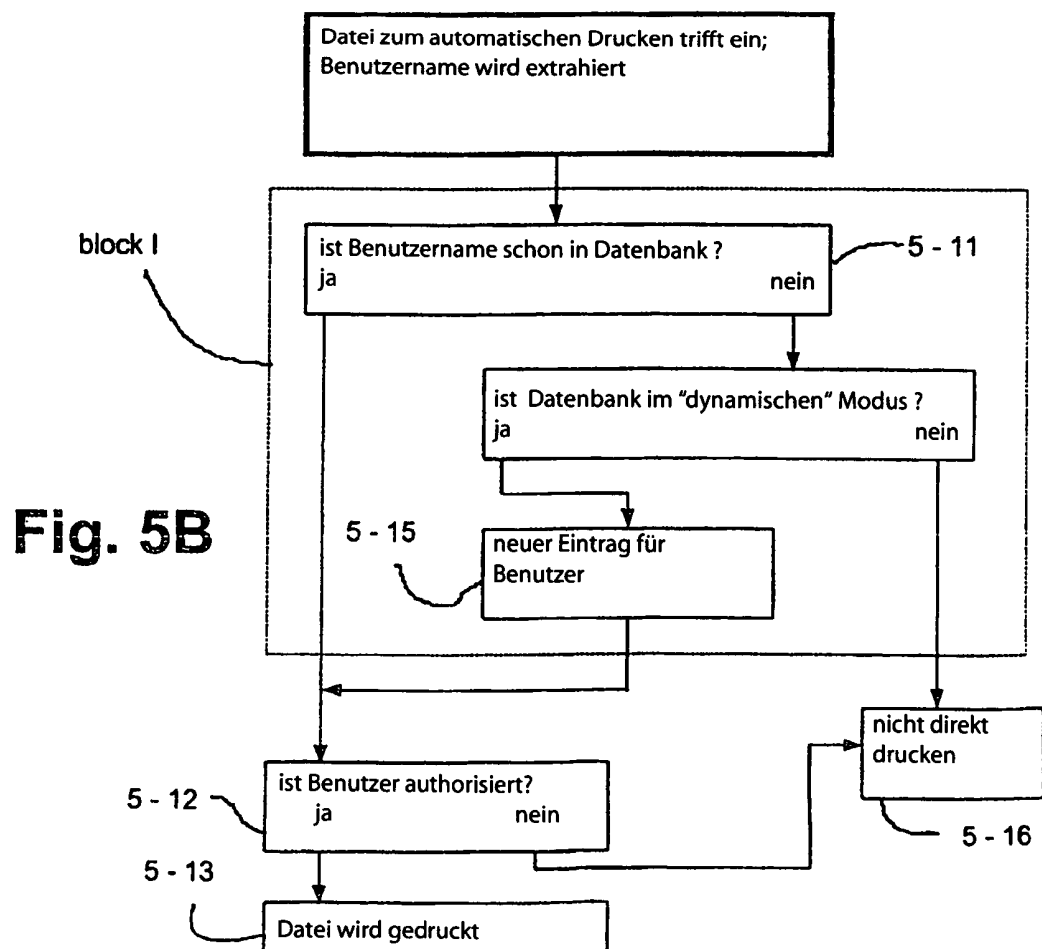 Datei zum automatischen Drucken trifft ein;
Benutzername wird extrahiert
block I
ist Benutzername schon in Datenbank ?
ja nein
5 - 11
ist Datenbank im "dynamischen“ Modus ?
ja nein
Fig. 5B
5 - 15
neuer Eintrag für
Benutzer
nicht direkt
drucken
5 - 16
ist Benutzer authorisiert?
ja nein
5 - 12
5 - 13
Datei wird gedruckt